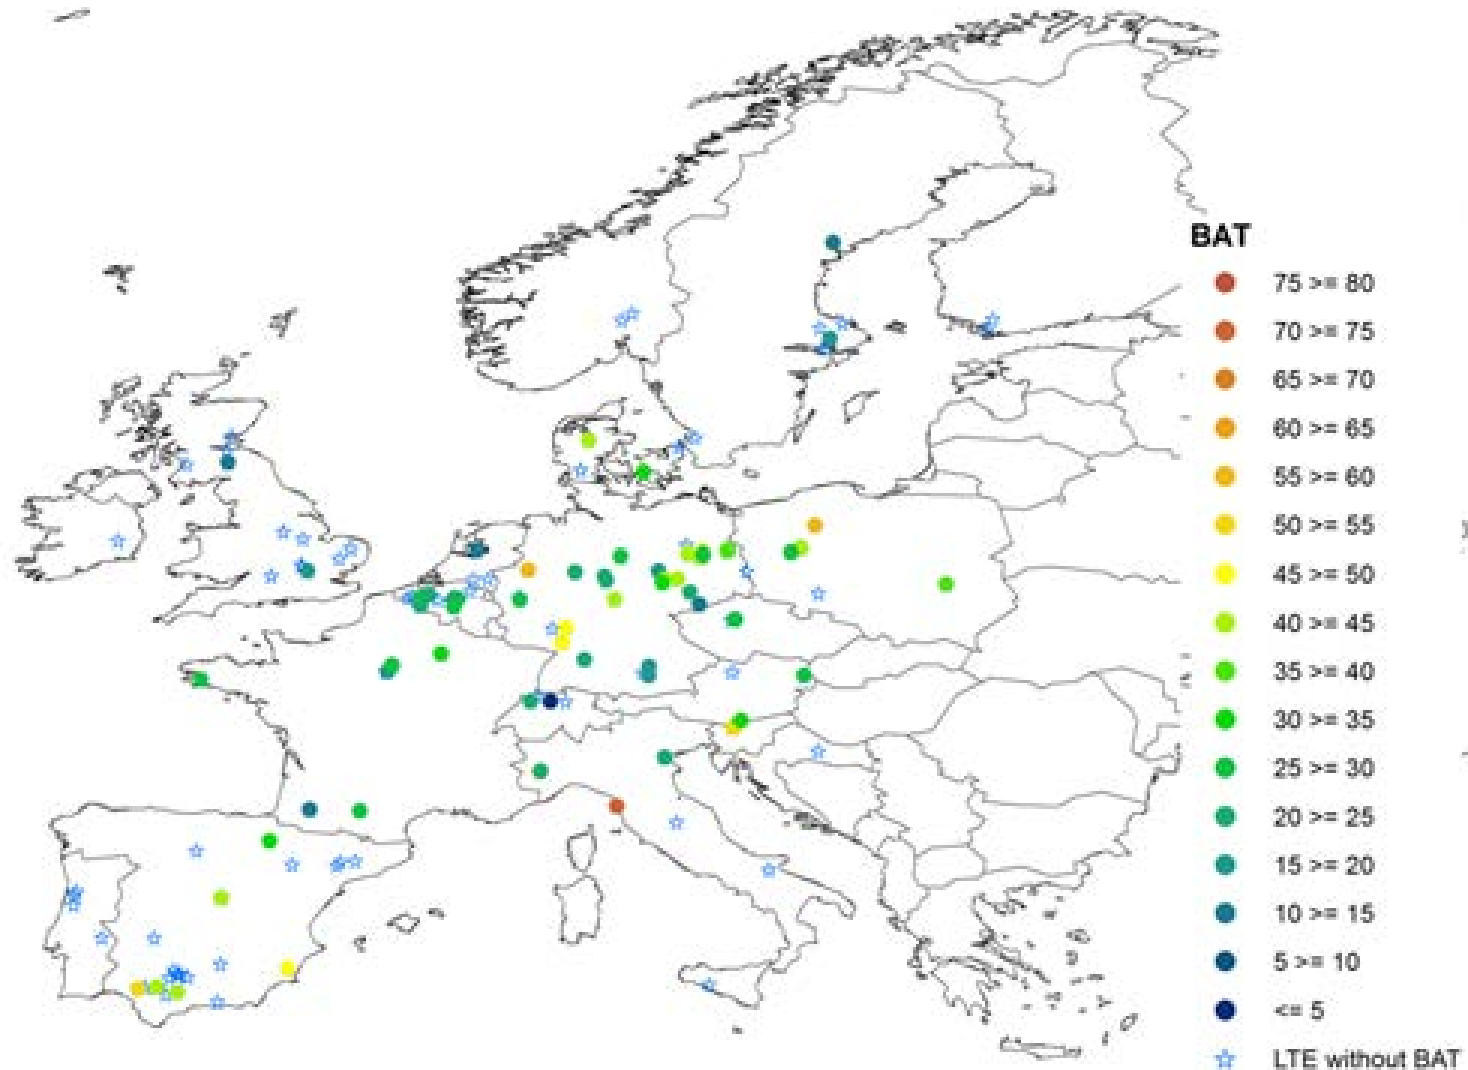 BAT
75 >= 80
70 >= 75
65 >= 70
60 >= 65
55 >= 60
50 >= 55
45 >= 50
40 >= 45
35 >= 40
30 >= 35
25 >= 30
20 >= 25
15 >= 20
10 >= 15
5 >= 10
<= 5
LTE without BAT